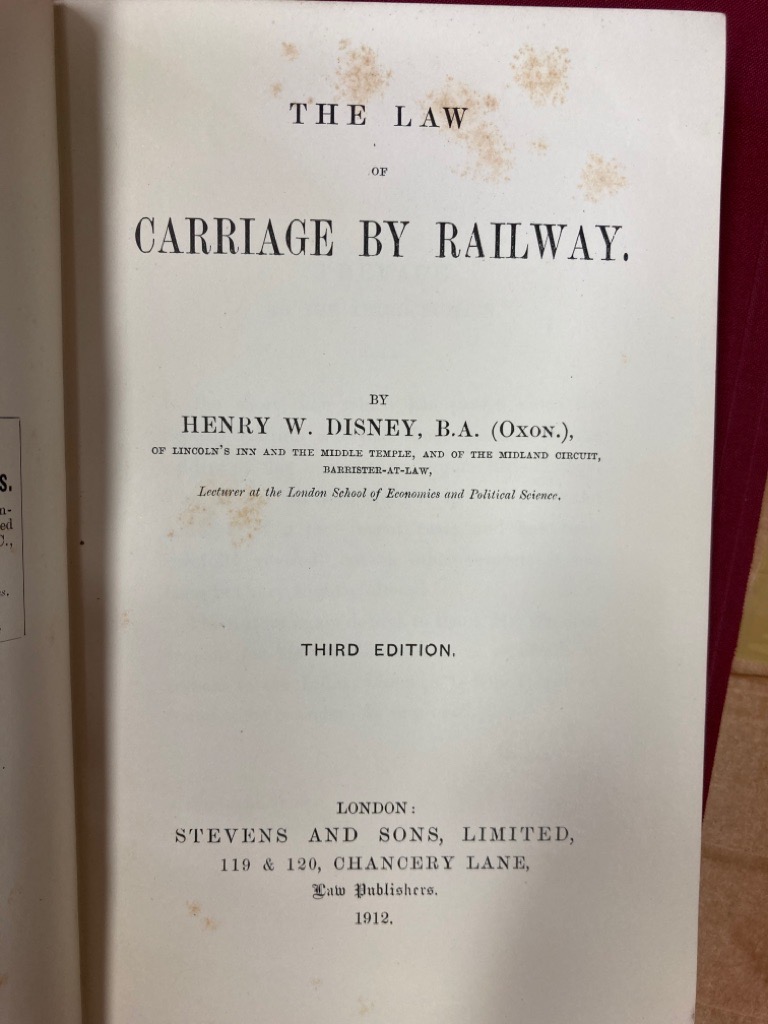 THE LAW
OF
CARRIAGE BY RAILWAY.
BY
HENRY W. DISNEY, B.A. (OXON.),
OF LINCOLN'S INN AND THE MIDDLE TEMPLE, AND OF THE MIDLAND CIRCUIT,
BARRISTER-AT-LAW,
Lecturer at the London School of Economics and Political Science.
THIRD EDITION.
LONDON:
STEVENS AND SONS, LIMITED,
119 & 120, CHANCERY LANE,
Law Publishers.
1912.